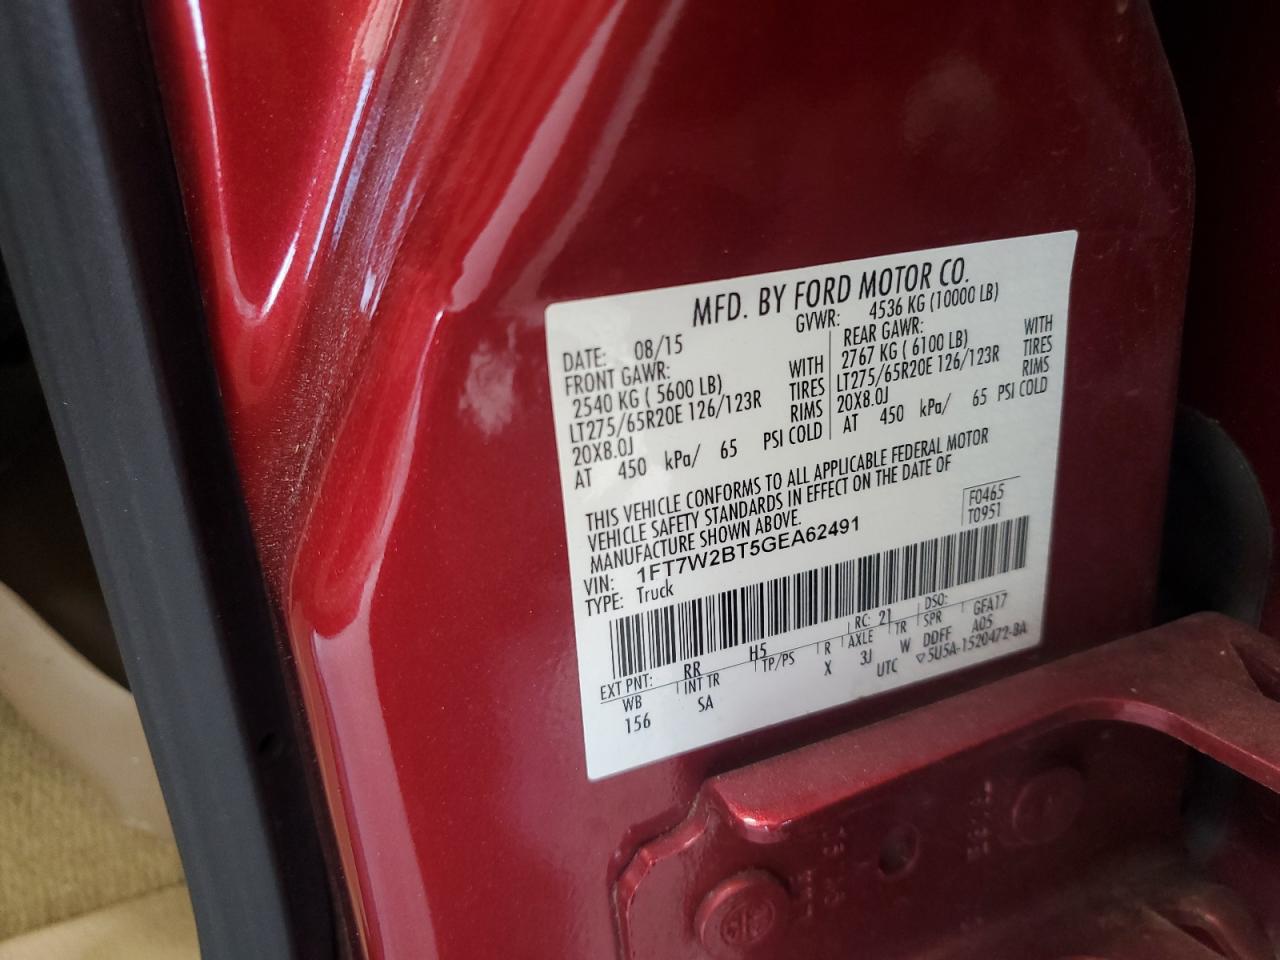 MFD. BY FORD MOTOR CO.
DATE: 08/15 GVWR: 4536 KG (10000 LB)
FRONT GAWR: REAR GAWR:
2540 KG ( 5600 LB) WITH 2767 KG ( 6100 LB) WITH
LT275/65R20E 126/123R TIRES LT275/65R20E 126/123R TIRES
20X8.0J RIMS 20X8.0J RIMS
AT 450 kPa/ 65 PSI COLD AT 450 kPa/ 65 PSI COLD
THIS VEHICLE CONFORMS TO ALL APPLICABLE FEDERAL MOTOR
VEHICLE SAFETY STANDARDS IN EFFECT ON THE DATE OF
MANUFACTURE SHOWN ABOVE.
F0465
T0951
VIN: 1FT7W2BT5GEA62491
TYPE: Truck
EXT PNT: RR H5 RC: 21 DSO:
WB INT TR TP/PS R AXLE TR SPR GFA17
156 SA X 3J W DDFF A05
UTC ▽5U5A-1520472-BA